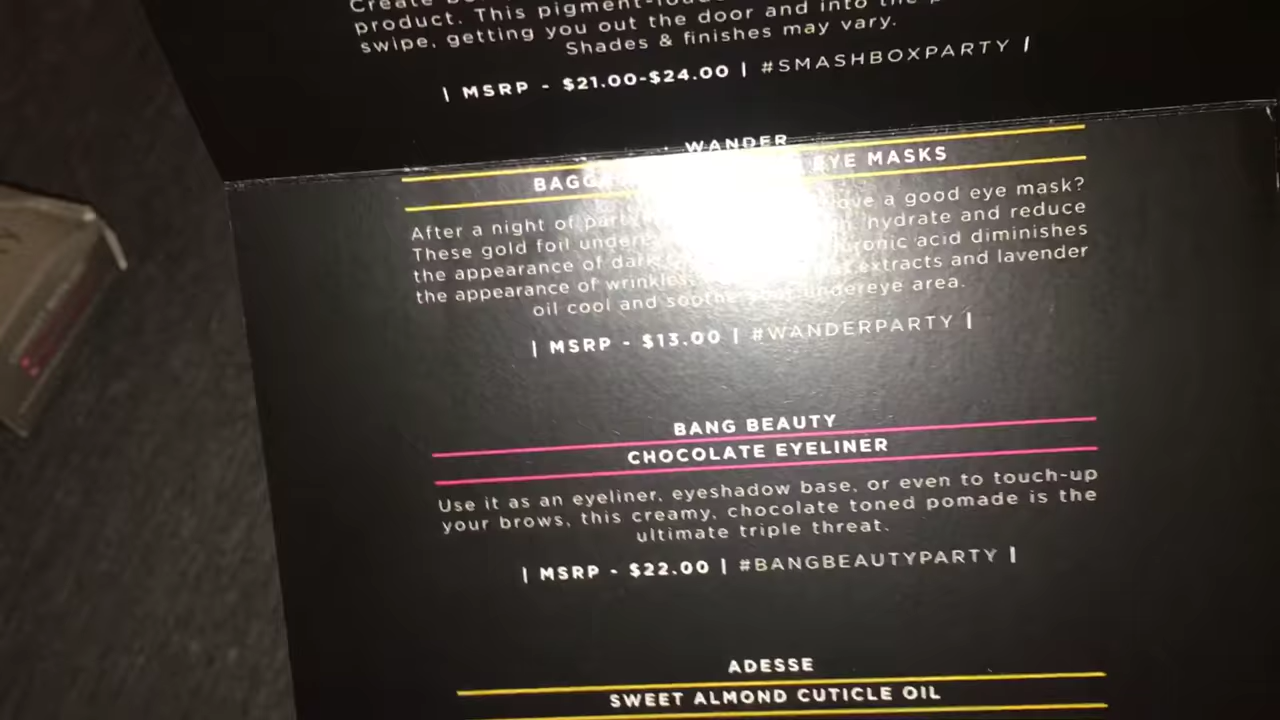 Create
product. This pigment-
swipe, getting you out the door and into the
Shades & finishes may vary.
| MSRP - $21.00-$24.00 | #SMASHBOXPARTY |
WANDER
EYE MASKS
After a night of a good eye mask?
These gold foil hydrate and reduce
the appearance of dark acid diminishes
the appearance of wrinkles. extracts and lavender
oil cool and soothe your undereye area.
| MSRP - $13.00 | #WANDERPARTY |
BANG BEAUTY
CHOCOLATE EYELINER
Use it as an eyeliner, eyeshadow base, or even to touch-up
your brows, this creamy, chocolate toned pomade is the
ultimate triple threat.
| MSRP - $22.00 | #BANGBEAUTYPARTY |
ADESSE
SWEET ALMOND CUTICLE OIL